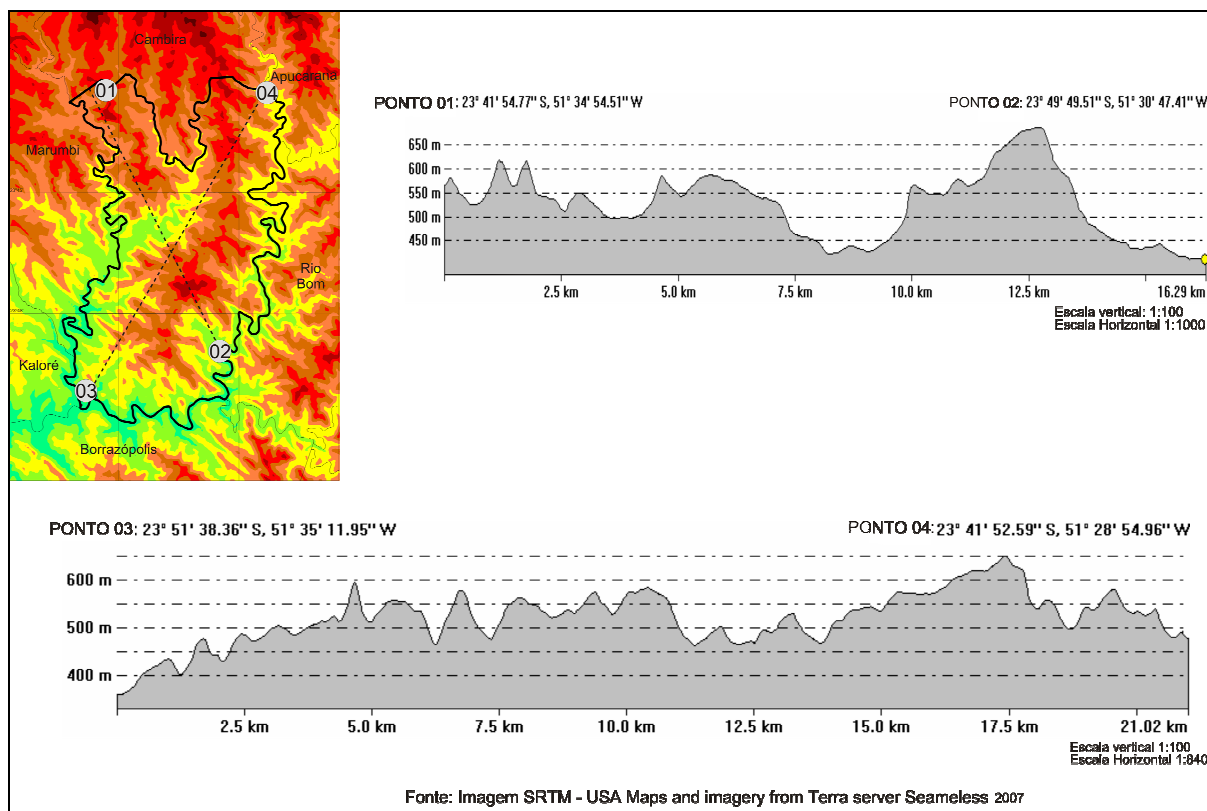 Cambira
Apucarana
01
04
Marumbi
Rio
Bom
02
Kaloré
03
Borrazópolis
PONTO 01: 23° 41' 54.77'' S, 51° 34' 54.51'' W
PONTO 02: 23° 49' 49.51'' S, 51° 30' 47.41'' W
650 m
600 m
550 m
500 m
450 m
2.5 km 5.0 km 7.5 km 10.0 km 12.5 km 16.29 km
Escala vertical: 1:100
Escala Horizontal 1:1000
PONTO 03: 23° 51' 38.36'' S, 51° 35' 11.95'' W
PONTO 04: 23° 41' 52.59'' S, 51° 28' 54.96'' W
600 m
500 m
400 m
2.5 km 5.0 km 7.5 km 10.0 km 12.5 km 15.0 km 17.5 km 21.02 km
Escala vertical 1:100
Escala Horizontal 1:840
Fonte: Imagem SRTM - USA Maps and imagery from Terra server Seameless 2007